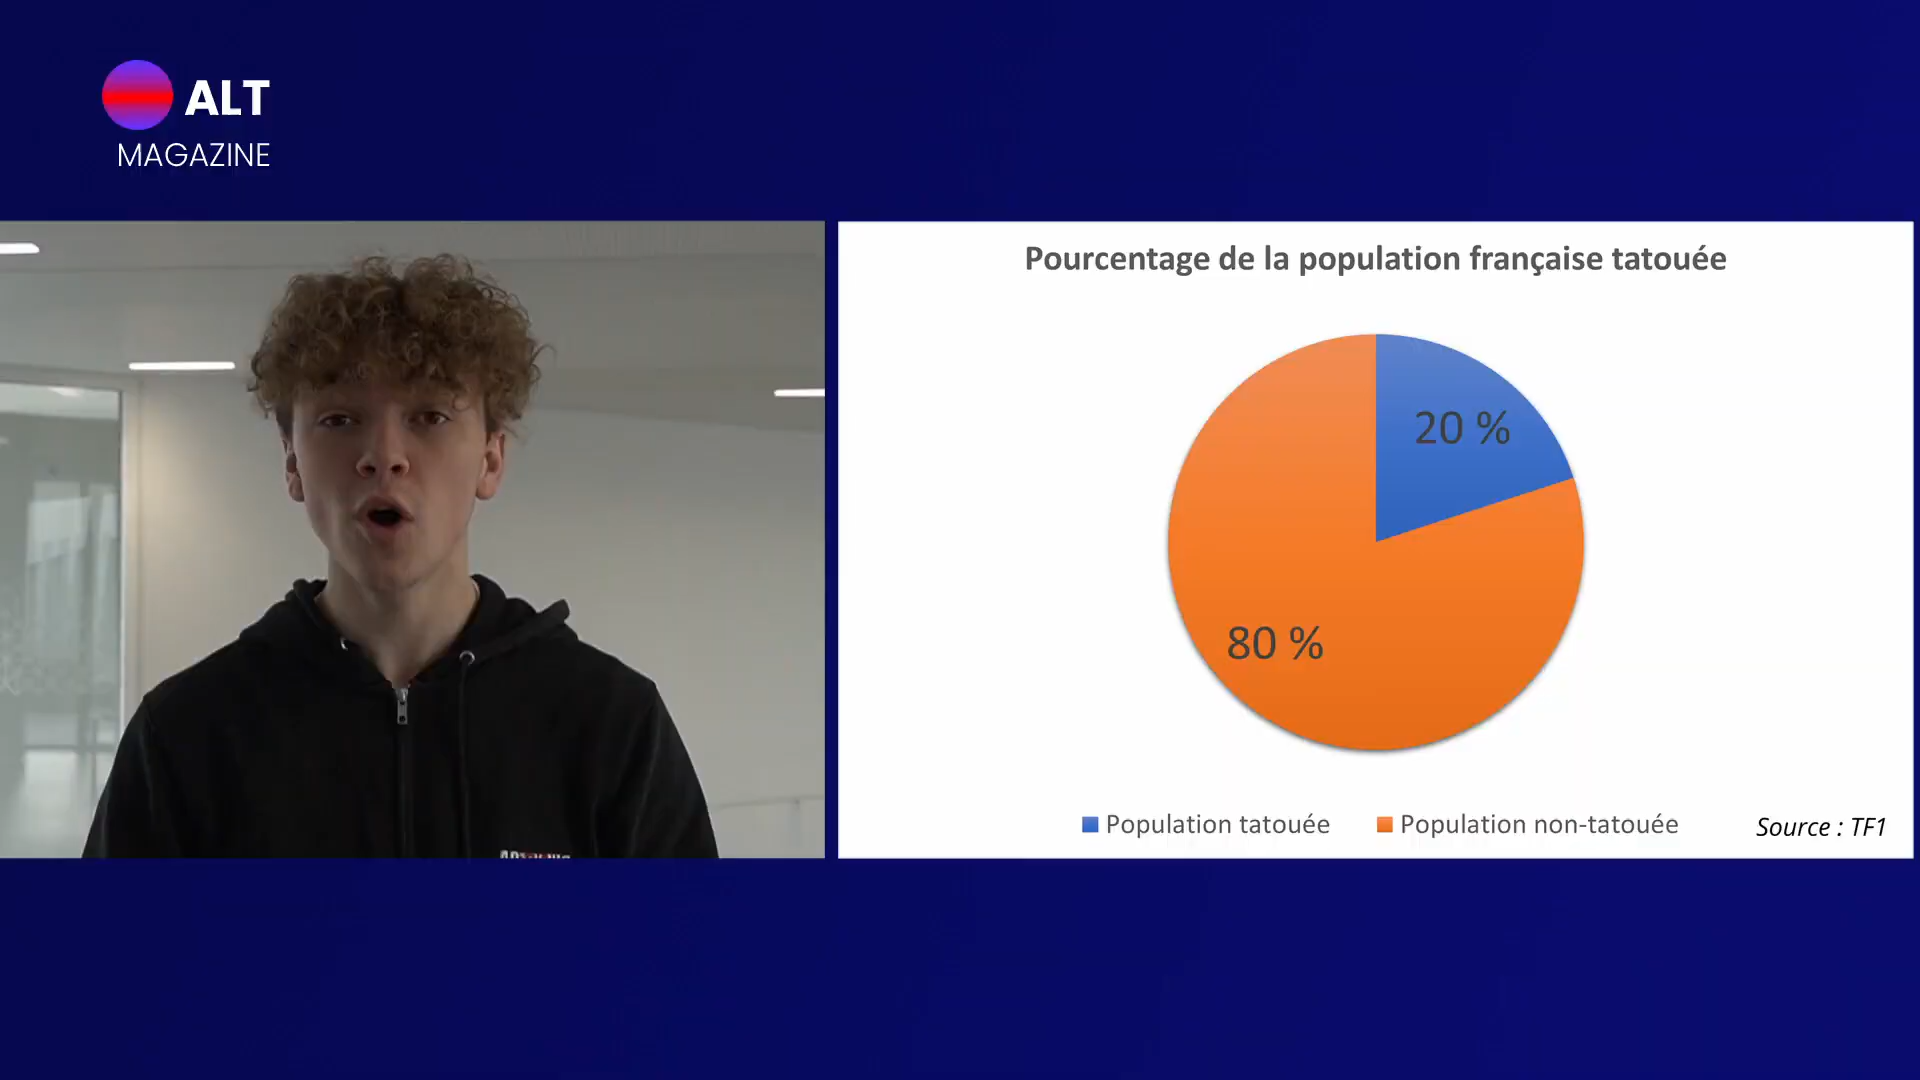 ALT
MAGAZINE
Pourcentage de la population française tatouée
20 %
80 %
Population tatouée
Population non-tatouée
Source : TF1